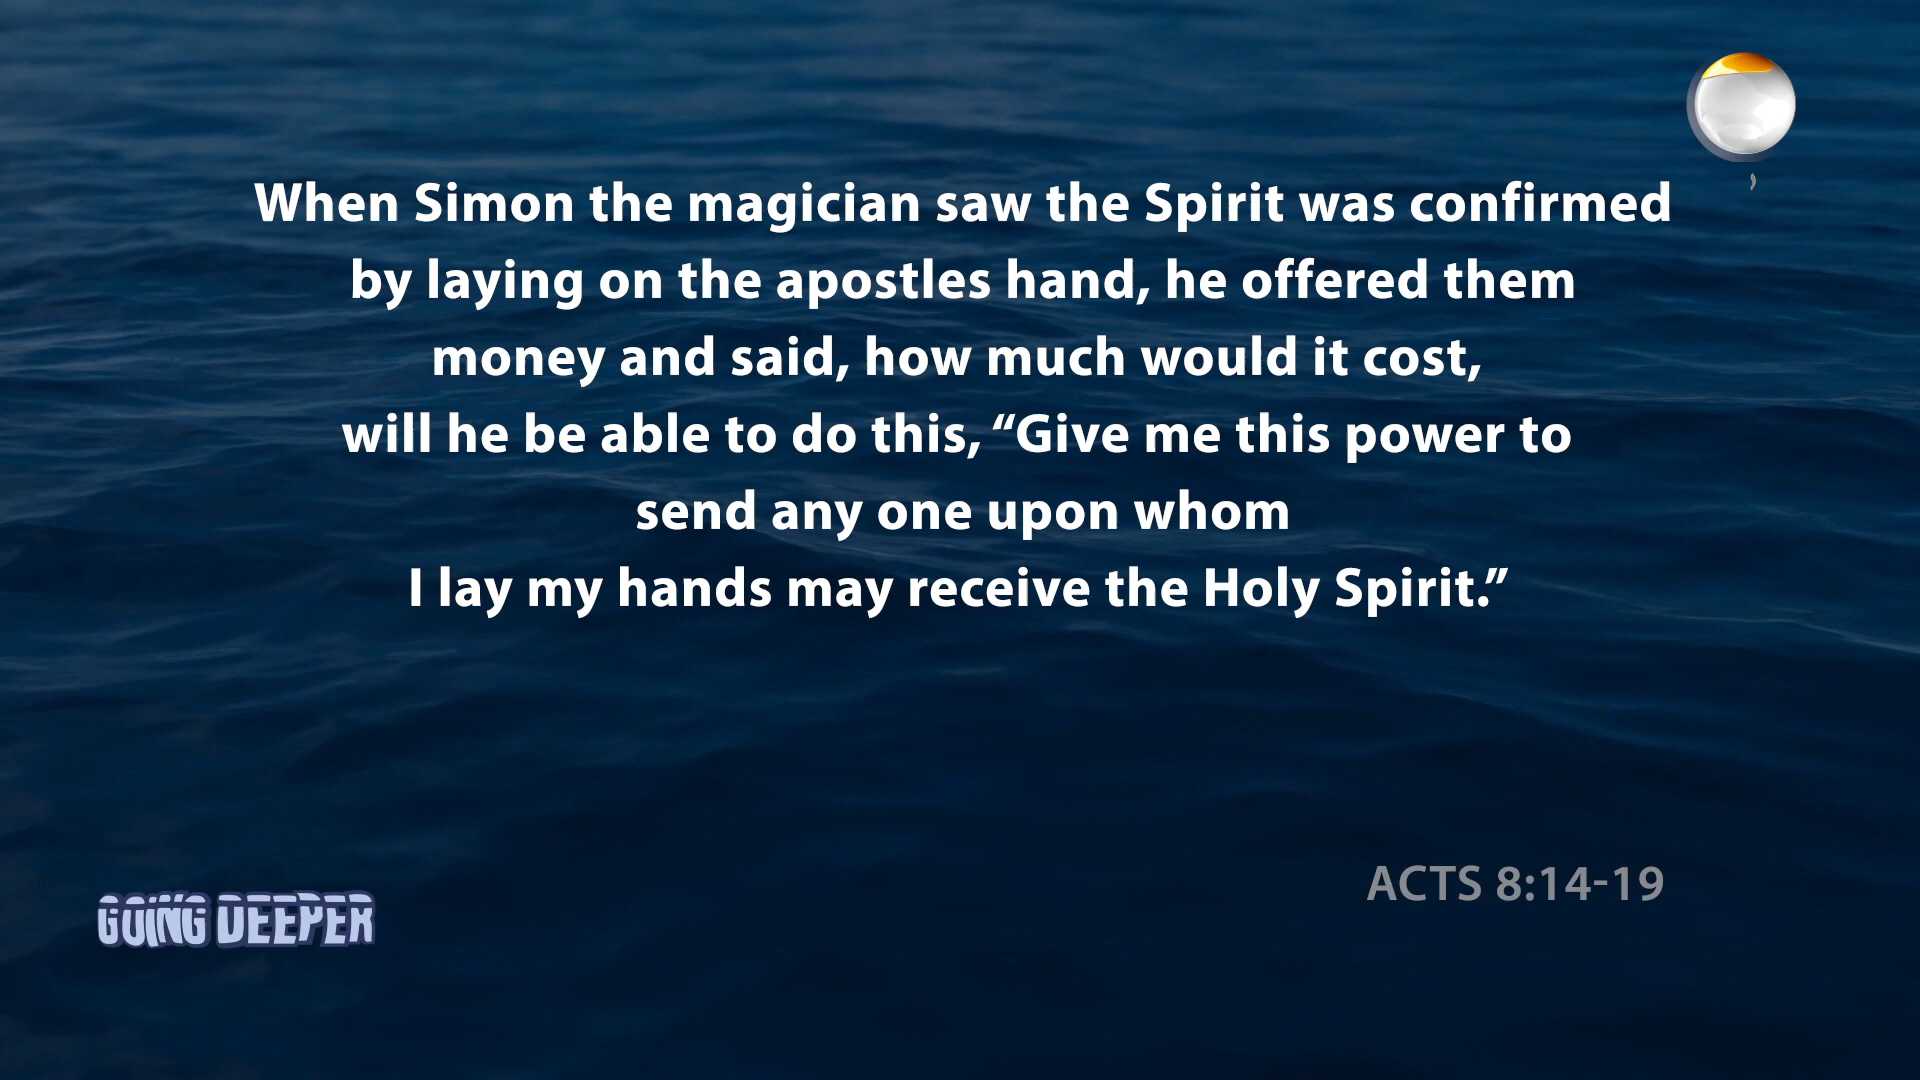 When Simon the magician saw the Spirit was confirmed
by laying on the apostles hand, he offered them
money and said, how much would it cost,
will he be able to do this, “Give me this power to
send any one upon whom
I lay my hands may receive the Holy Spirit.”
ACTS 8:14-19
GOING DEEPER